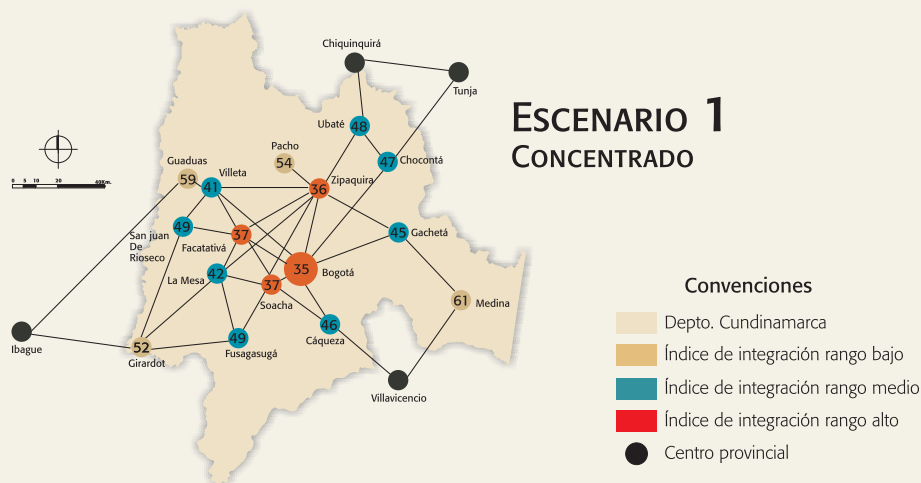 Chiquinquirá
Tunja
ESCENARIO 1
CONCENTRADO
Ubaté
48
Pacho
54
47
Chocontá
Guaduas
59
Villeta
41
Zipaquira
36
0 5 10 20 40Km.
49
San juan
De
Rioseco
Facatativá
37
45
Gachetá
La Mesa
42
35
Bogotá
37
Soacha
61
Medina
46
Cáqueza
49
Fusagasugá
52
Girardot
Ibague
Villavicencio
Convenciones
Depto. Cundinamarca
Índice de integración rango bajo
Índice de integración rango medio
Índice de integración rango alto
Centro provincial